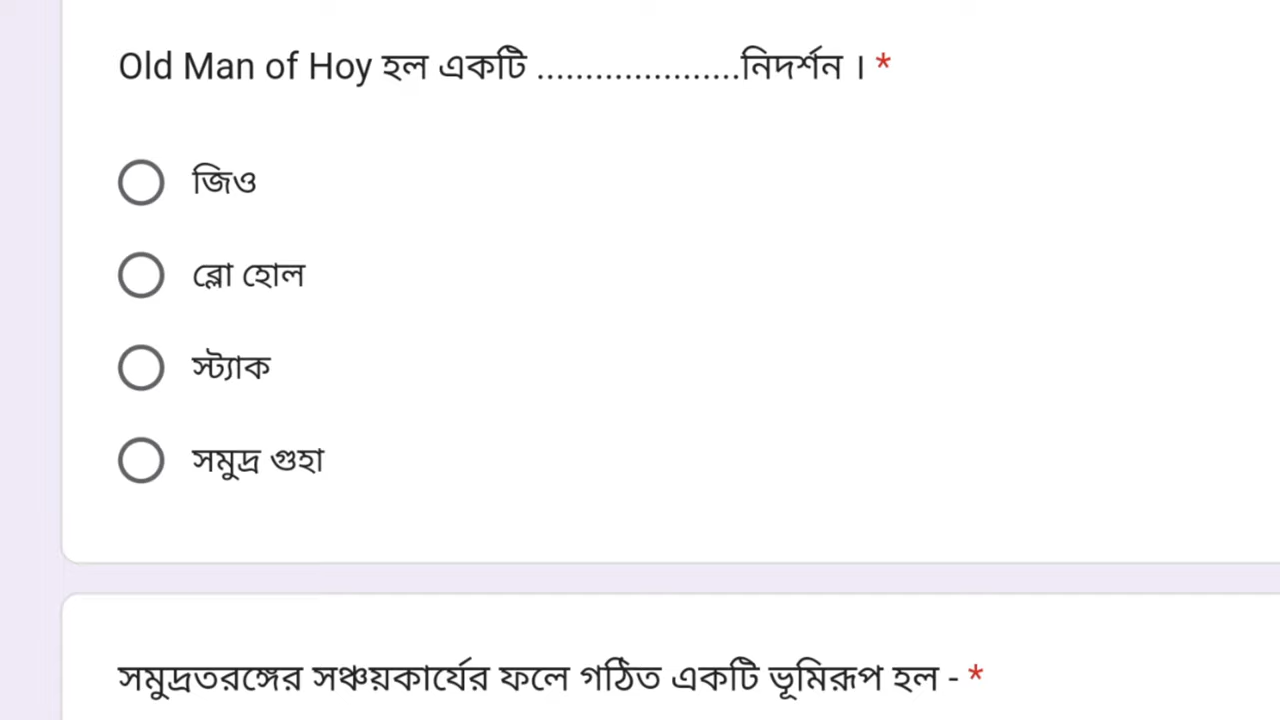 Old Man of Hoy হল একটি .....................নিদর্শন । *
জিও
ব্লো হোল
স্ট্যাক
সমুদ্র গুহা
সমুদ্রতরঙ্গের সঞ্চয়কার্যের ফলে গঠিত একটি ভূমিরূপ হল - *